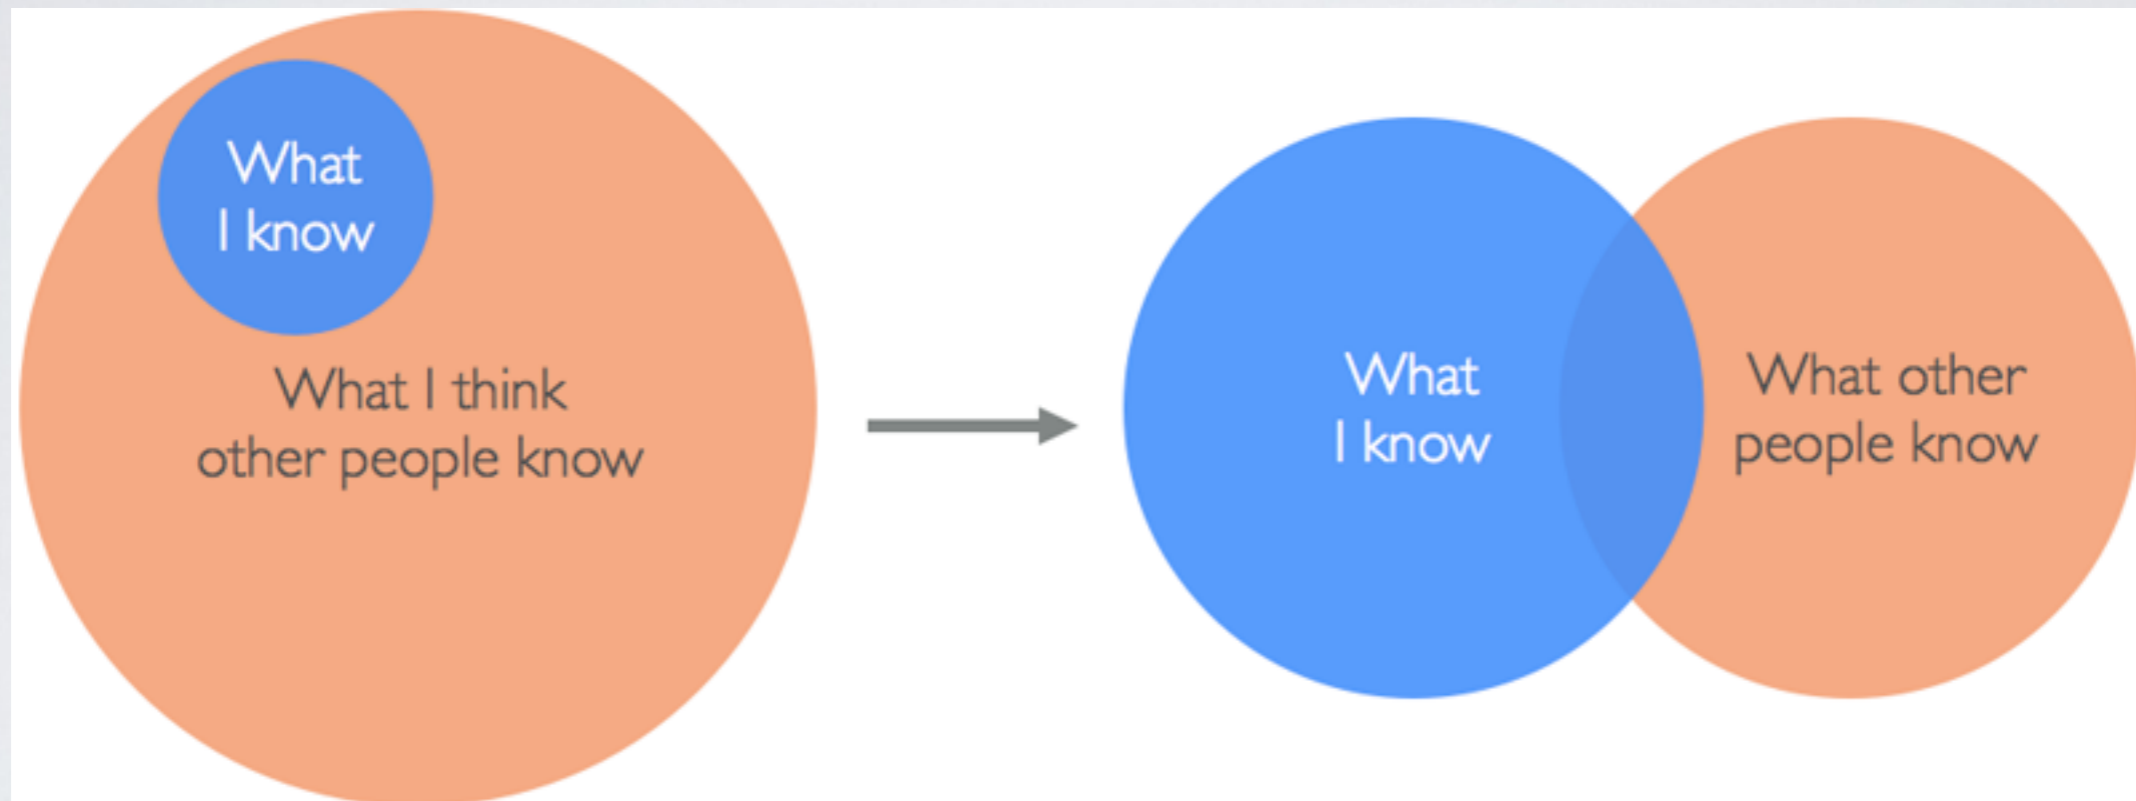 What
I know
What I think
other people know
What
I know
What other
people know